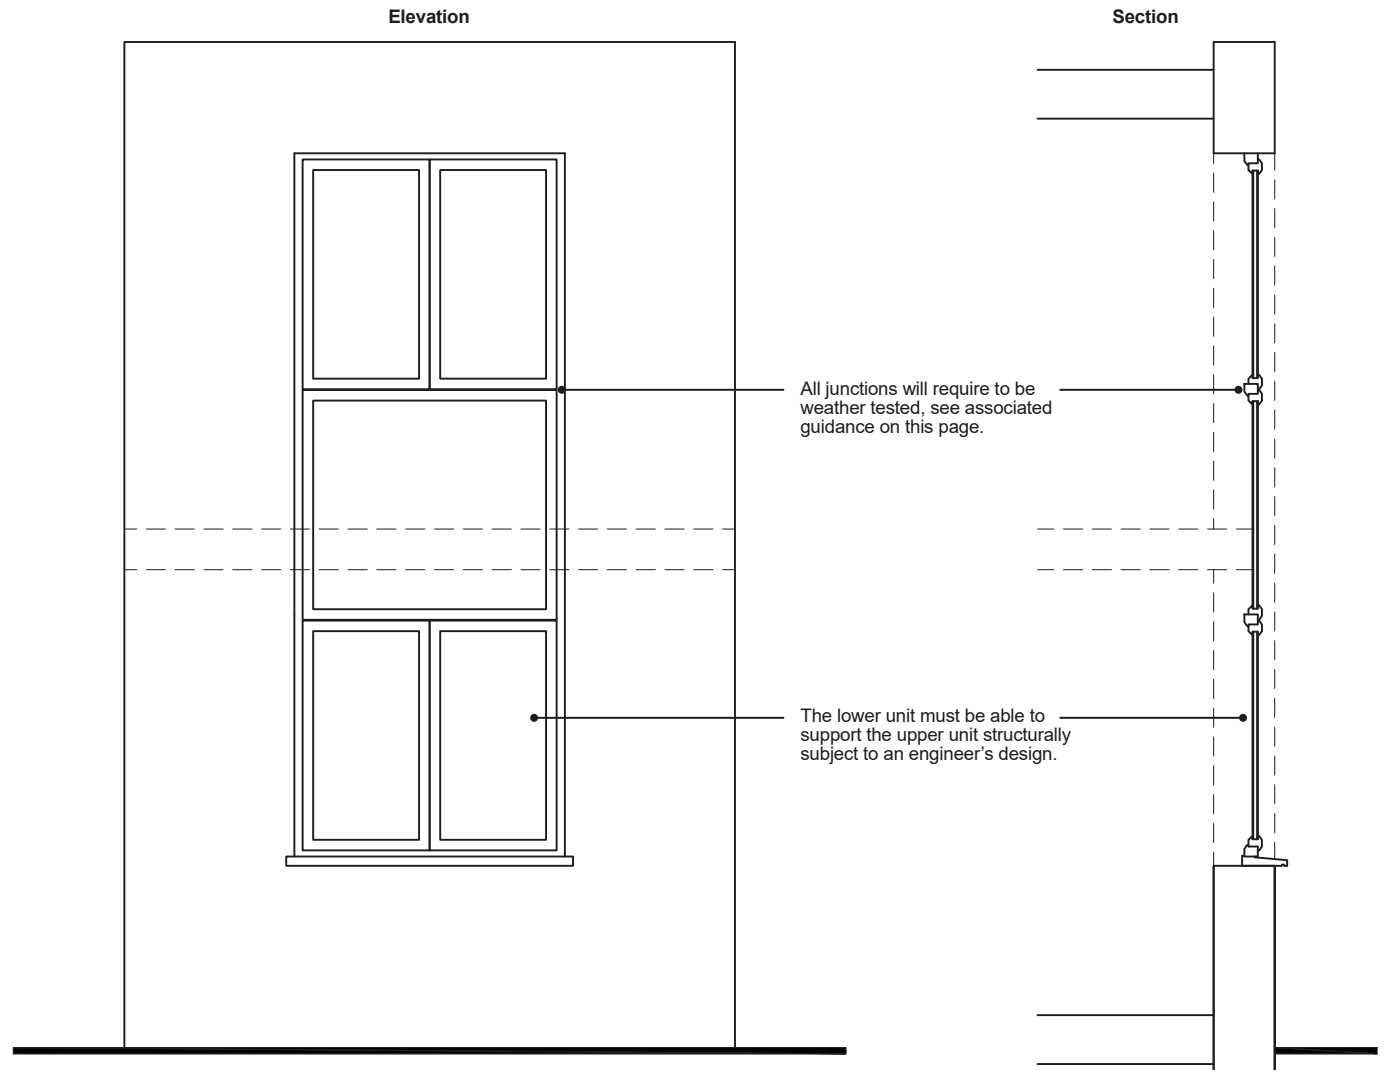 Elevation
Section
All junctions will require to be
weather tested, see associated
guidance on this page.
The lower unit must be able to
support the upper unit structurally
subject to an engineer’s design.